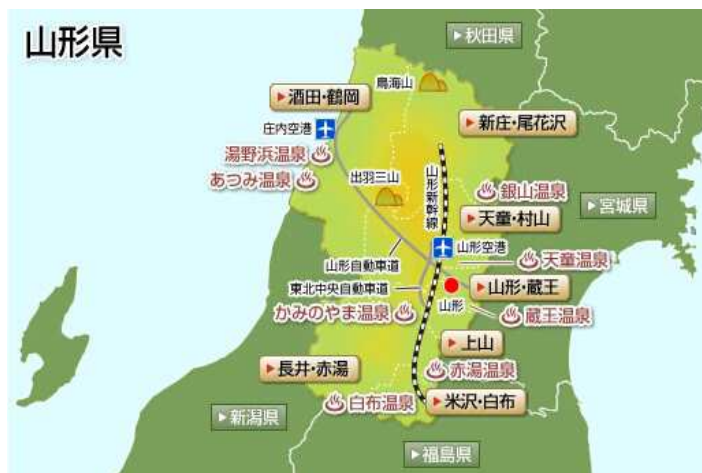 山形県
秋田県
鳥海山
酒田・鶴岡
新庄・尾花沢
庄内空港
湯野浜温泉
あつみ温泉
出羽三山
山形新幹線
銀山温泉
宮城県
天童・村山
山形空港
天童温泉
山形自動車道
東北中央自動車道
山形・蔵王
山形
かみのやま温泉
蔵王温泉
上山
長井・赤湯
赤湯温泉
白布温泉
米沢・白布
新潟県
福島県